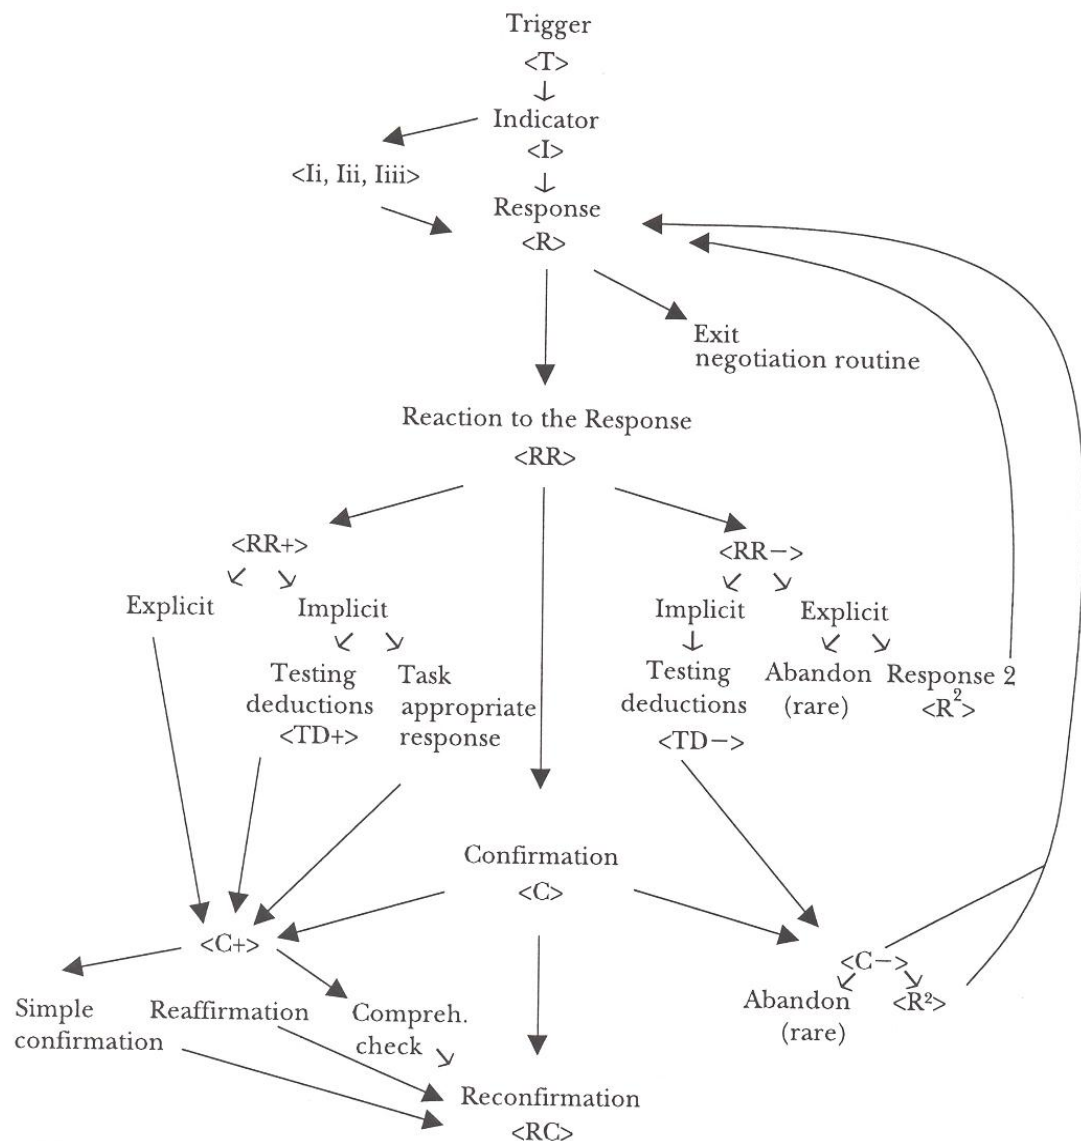 Trigger
<T>
Indicator
<I>
<Ii, Iii, Iiii>
Response
<R>
Exit
negotiation routine
Reaction to the Response
<RR>
<RR+>
Explicit
Implicit
Testing
deductions
<TD+>
Task
appropriate
response
<RR−>
Implicit
Explicit
Testing
deductions
<TD−>
Abandon
(rare)
Response 2
<R²>
Confirmation
<C>
<C+>
Simple
confirmation
Reaffirmation
Compreh.
check
<C−>
Abandon
(rare)
<R²>
Reconfirmation
<RC>